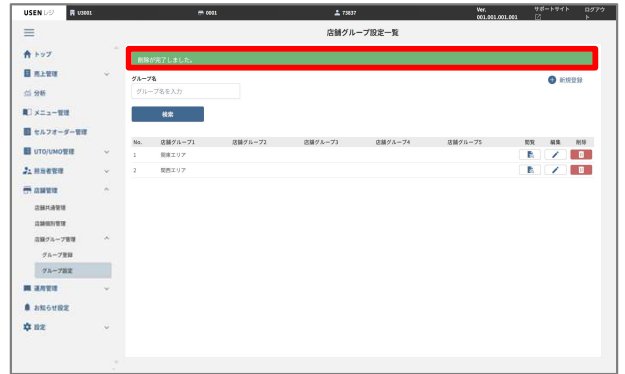 USEN レジ U3001 0001 73837 Ver. 001.001.001.001 サポートサイト ログアウト
店舗グループ設定一覧
削除が完了しました。
トップ
売上管理
分析
メニュー管理
セルフオーダー管理
UTO/UMO管理
担当者管理
店舗管理
店舗共通管理
店舗個別管理
店舗グループ管理
グループ登録
グループ設定
運用管理
お知らせ設定
設定
グループ名
グループ名を入力
新規登録
検索
No. 店舗グループ1 店舗グループ2 店舗グループ3 店舗グループ4 店舗グループ5 閲覧 編集 削除
1 関東エリア
2 関西エリア